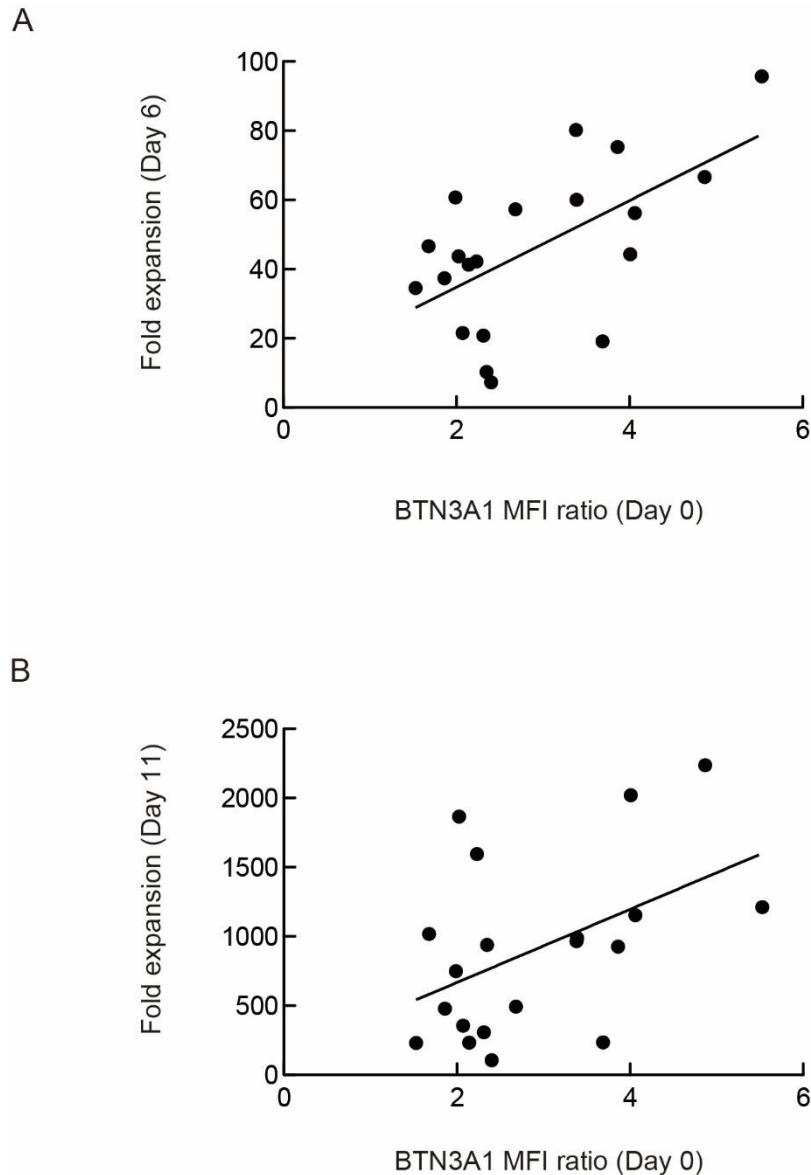 A
Fold expansion (Day 6)
100
80
60
40
20
0
0 2 4 6
BTN3A1 MFI ratio (Day 0)
B
Fold expansion (Day 11)
2500
2000
1500
1000
500
0
0 2 4 6
BTN3A1 MFI ratio (Day 0)